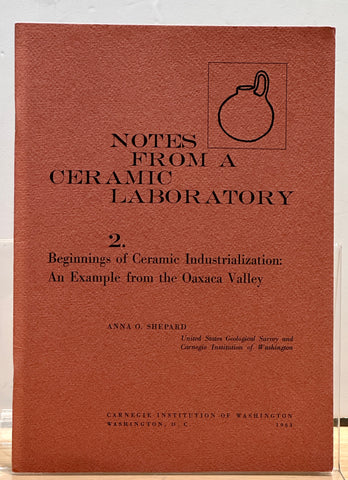 NOTES
FROM A
CERAMIC
LABORATORY
2.
Beginnings of Ceramic Industrialization:
An Example from the Oaxaca Valley
ANNA O. SHEPARD
United States Geological Survey and
Carnegie Institution of Washington
CARNEGIE INSTITUTION OF WASHINGTON
WASHINGTON, D. C. 1963